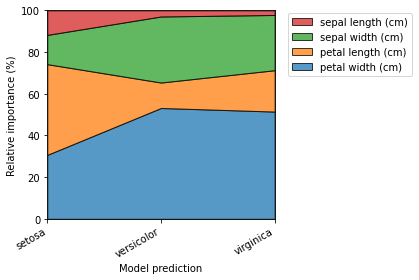 100
80
60
40
20
0
Relative importance (%)
setosa
versicolor
virginica
Model prediction
sepal length (cm)
sepal width (cm)
petal length (cm)
petal width (cm)